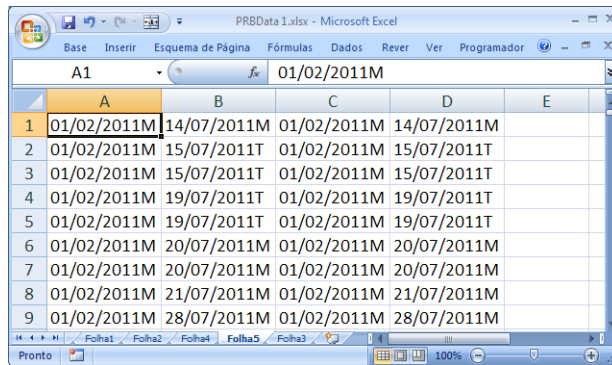 PRBData 1.xlsx - Microsoft Excel
Base Inserir Esquema de Página Fórmulas Dados Rever Ver Programador
A1 fx 01/02/2011M
A B C D E
1 01/02/2011M 14/07/2011M 01/02/2011M 14/07/2011M
2 01/02/2011M 15/07/2011T 01/02/2011M 15/07/2011T
3 01/02/2011M 15/07/2011T 01/02/2011M 15/07/2011T
4 01/02/2011M 19/07/2011T 01/02/2011M 19/07/2011T
5 01/02/2011M 19/07/2011T 01/02/2011M 19/07/2011T
6 01/02/2011M 20/07/2011M 01/02/2011M 20/07/2011M
7 01/02/2011M 20/07/2011M 01/02/2011M 20/07/2011M
8 01/02/2011M 21/07/2011M 01/02/2011M 21/07/2011M
9 01/02/2011M 28/07/2011M 01/02/2011M 28/07/2011M
Folha1 Folha2 Folha4 Folha5 Folha3
Pronto 100%